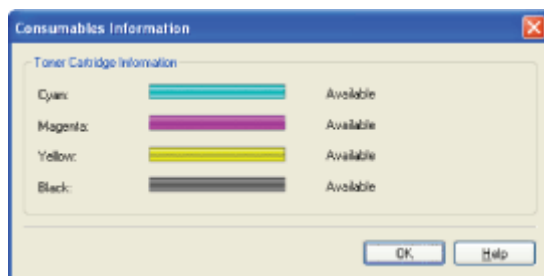 Consumables Information
Toner Cartridge Information
Cyan: Available
Magenta: Available
Yellow: Available
Black: Available
OK Help